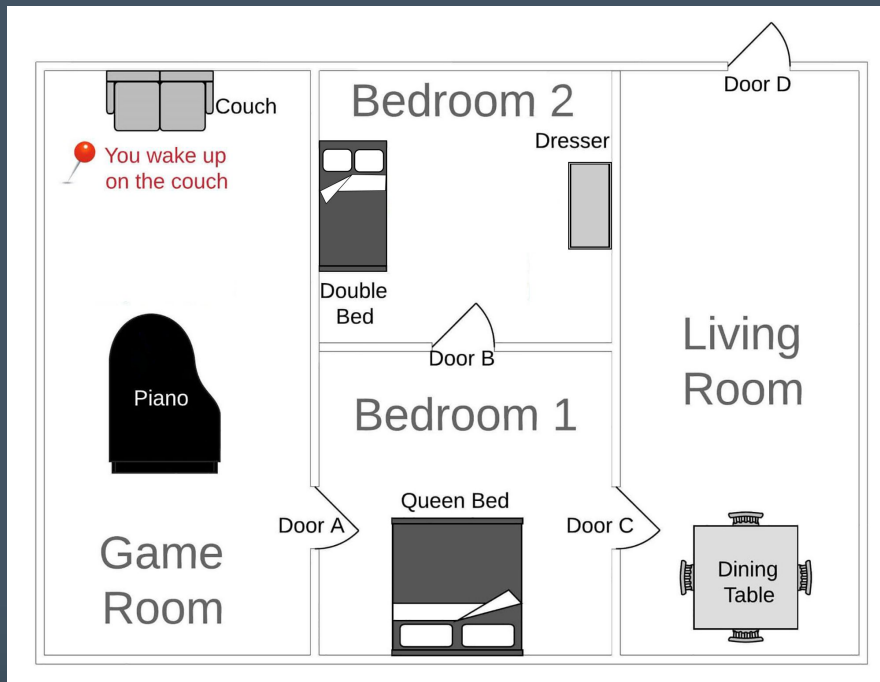 Couch
You wake up
on the couch
Piano
Game
Room
Door A
Bedroom 2
Dresser
Double
Bed
Door B
Bedroom 1
Queen Bed
Door C
Door D
Living
Room
Dining
Table